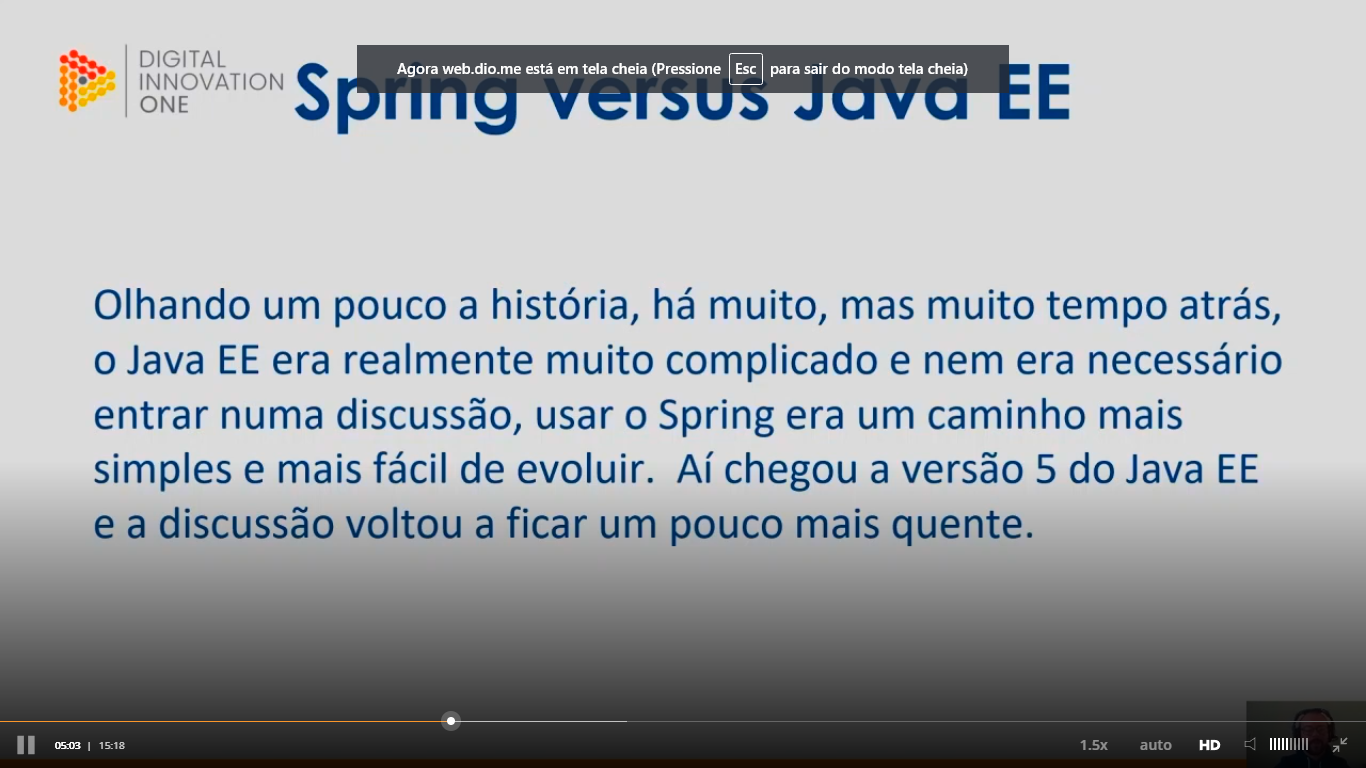 DIGITAL
INNOVATION
ONE
Agora web.dio.me está em tela cheia (Pressione Esc para sair do modo tela cheia)
Spring versus Java EE
Olhando um pouco a história, há muito, mas muito tempo atrás,
o Java EE era realmente muito complicado e nem era necessário
entrar numa discussão, usar o Spring era um caminho mais
simples e mais fácil de evoluir.  Aí chegou a versão 5 do Java EE
e a discussão voltou a ficar um pouco mais quente.
05:03 | 15:18
1.5x auto HD